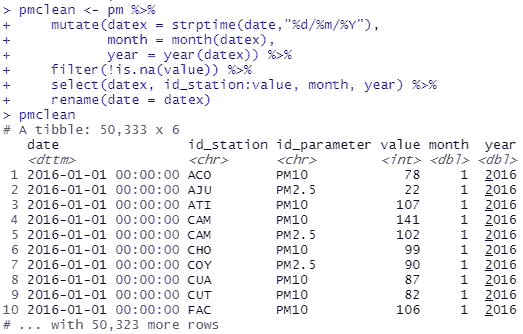 > pmclean <- pm %>%
+     mutate(datex = strptime(date,"%d/%m/%Y"),
+            month = month(datex),
+            year = year(datex)) %>%
+     filter(!is.na(value)) %>%
+     select(datex, id_station:value, month, year) %>%
+     rename(date = datex)
> pmclean
# A tibble: 50,333 x 6
   date                id_station id_parameter value month  year
   <dttm>              <chr>      <chr>        <int> <dbl> <dbl>
 1 2016-01-01 00:00:00 ACO        PM10            78     1  2016
 2 2016-01-01 00:00:00 AJU        PM2.5           22     1  2016
 3 2016-01-01 00:00:00 ATI        PM10           107     1  2016
 4 2016-01-01 00:00:00 CAM        PM10           141     1  2016
 5 2016-01-01 00:00:00 CAM        PM2.5          102     1  2016
 6 2016-01-01 00:00:00 CHO        PM10            99     1  2016
 7 2016-01-01 00:00:00 COY        PM2.5           90     1  2016
 8 2016-01-01 00:00:00 CUA        PM10            87     1  2016
 9 2016-01-01 00:00:00 CUT        PM10            82     1  2016
10 2016-01-01 00:00:00 FAC        PM10           106     1  2016
# ... with 50,323 more rows